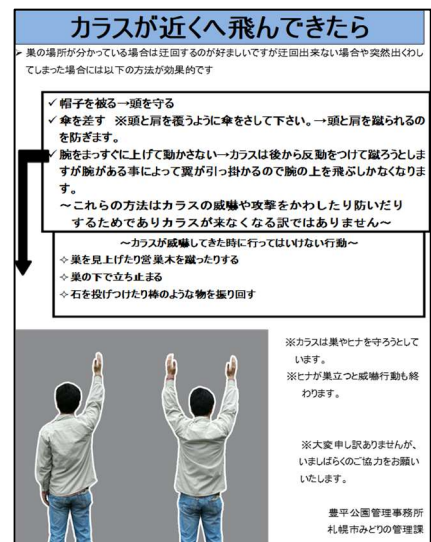 カラスが近くへ飛んできたら
➢ 巣の場所が分かっている場合は迂回するのが好ましいですが迂回出来ない場合や突然出くわし
てしまった場合には以下の方法が効果的です
✓帽子を被る→頭を守る
✓傘を差す ※頭と肩を覆うように傘をさして下さい。→頭と肩を蹴られるの
を防ぎます。
✓腕をまっすぐに上げて動かさない→カラスは後から反動をつけて蹴ろうとしま
すが腕がある事によって翼が引っ掛かるので腕の上を飛ぶしかなくなりま
す。
～これらの方法はカラスの威嚇や攻撃をかわしたり防いだり
するためでありカラスが来なくなる訳ではありません～
～カラスが威嚇してきた時に行ってはいけない行動～
✧巣を見上げたり営巣木を蹴ったりする
✧巣の下で立ち止まる
✧石を投げつけたり棒のような物を振り回す
※カラスは巣やヒナを守ろうとして
います。
※ヒナが巣立つと威嚇行動も終
わります。
※大変申し訳ありませんが、
いましばらくのご協力をお願い
いたします。
豊平公園管理事務所
札幌市みどりの管理課